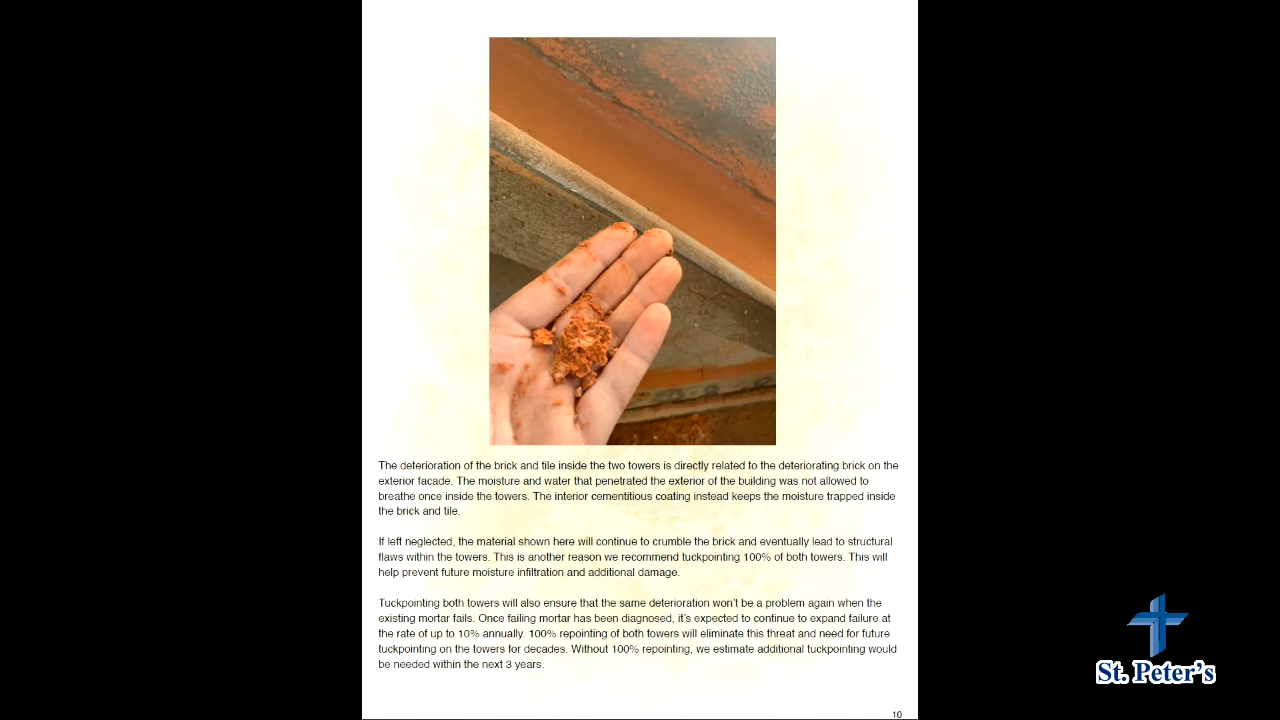 The deterioration of the brick and tile inside the two towers is directly related to the deteriorating brick on the
exterior facade. The moisture and water that penetrated the exterior of the building was not allowed to
breathe once inside the towers. The interior cementitious coating instead keeps the moisture trapped inside
the brick and tile.
If left neglected, the material shown here will continue to crumble the brick and eventually lead to structural
flaws within the towers. This is another reason we recommend tuckpointing 100% of both towers. This will
help prevent future moisture infiltration and additional damage.
Tuckpointing both towers will also ensure that the same deterioration won't be a problem again when the
existing mortar fails. Once failing mortar has been diagnosed, it's expected to continue to expand failure at
the rate of up to 10% annually. 100% repointing of both towers will eliminate this threat and need for future
tuckpointing on the towers for decades. Without 100% repointing, we estimate additional tuckpointing would
be needed within the next 3 years.
St. Peter's
10